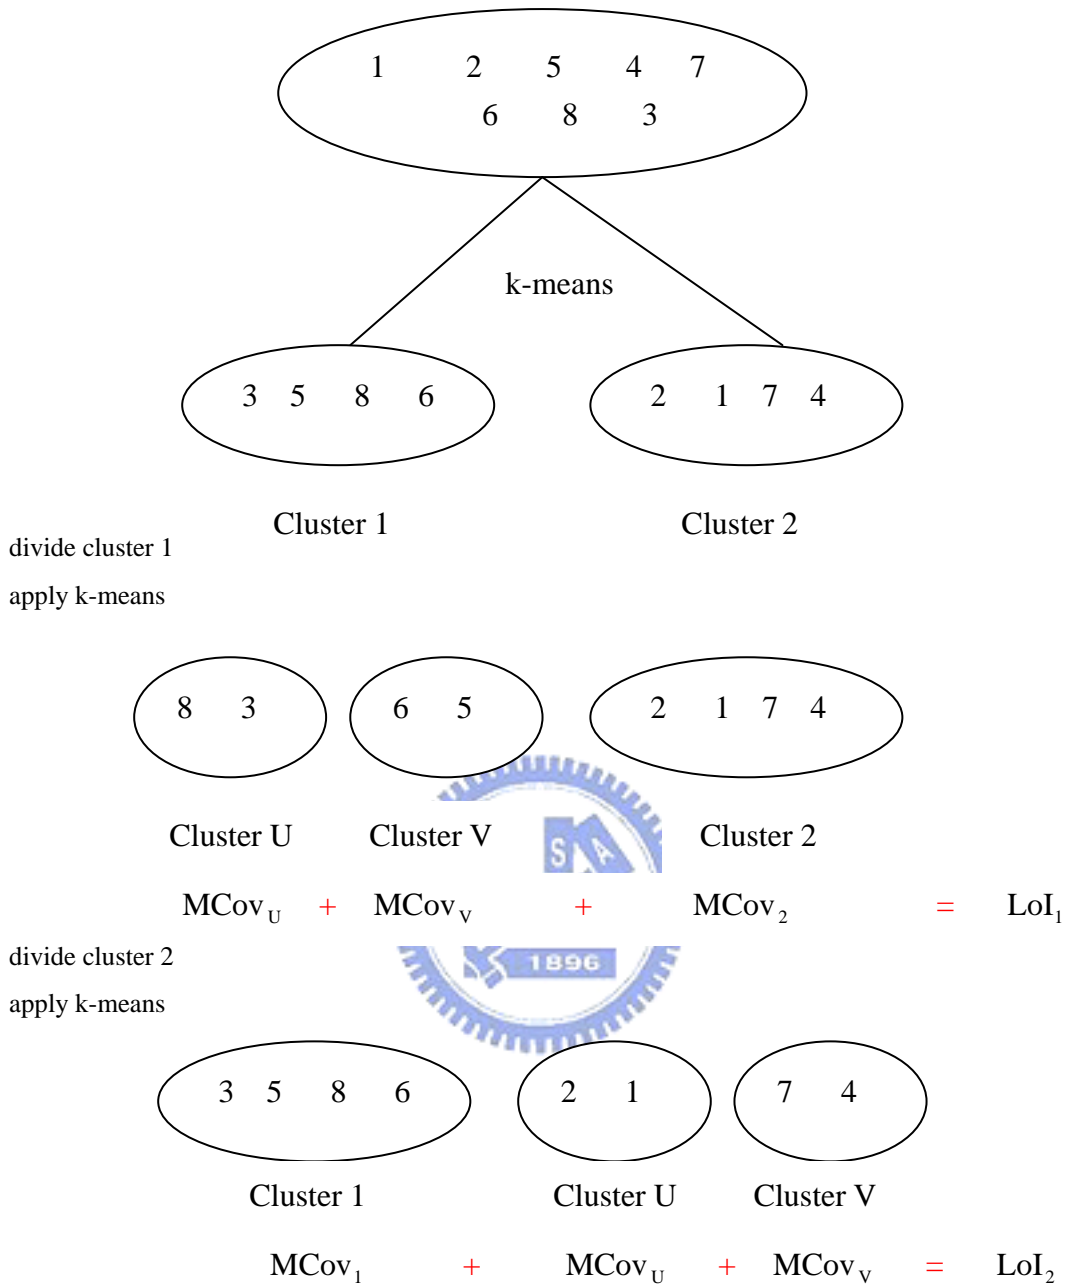 1 2 5 4 7
6 8 3
k-means
3 5 8 6 2 1 7 4
Cluster 1 Cluster 2
divide cluster 1
apply k-means
8 3 6 5 2 1 7 4
Cluster U Cluster V Cluster 2
S A
MCov_U + MCov_V + MCov_2 = LoI_1
divide cluster 2
1896
apply k-means
3 5 8 6 2 1 7 4
Cluster 1 Cluster U Cluster V
MCov_1 + MCov_U + MCov_V = LoI_2